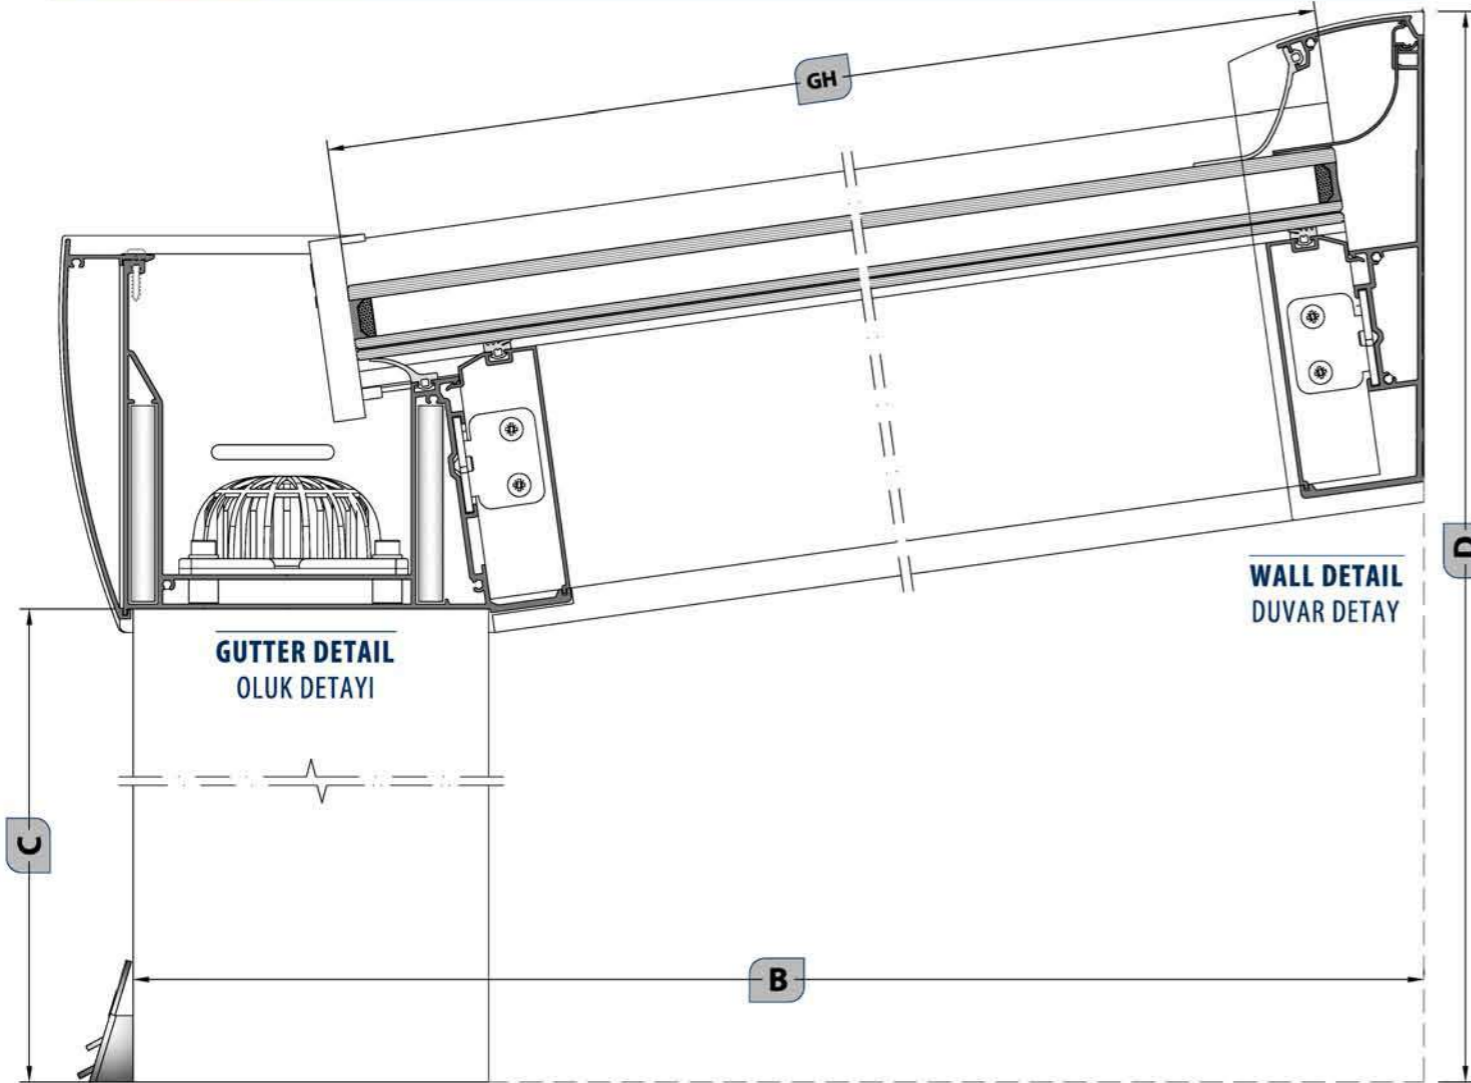 GH
WALL DETAIL
DUVAR DETAY
D
GUTTER DETAIL
OLUK DETAYI
C
B